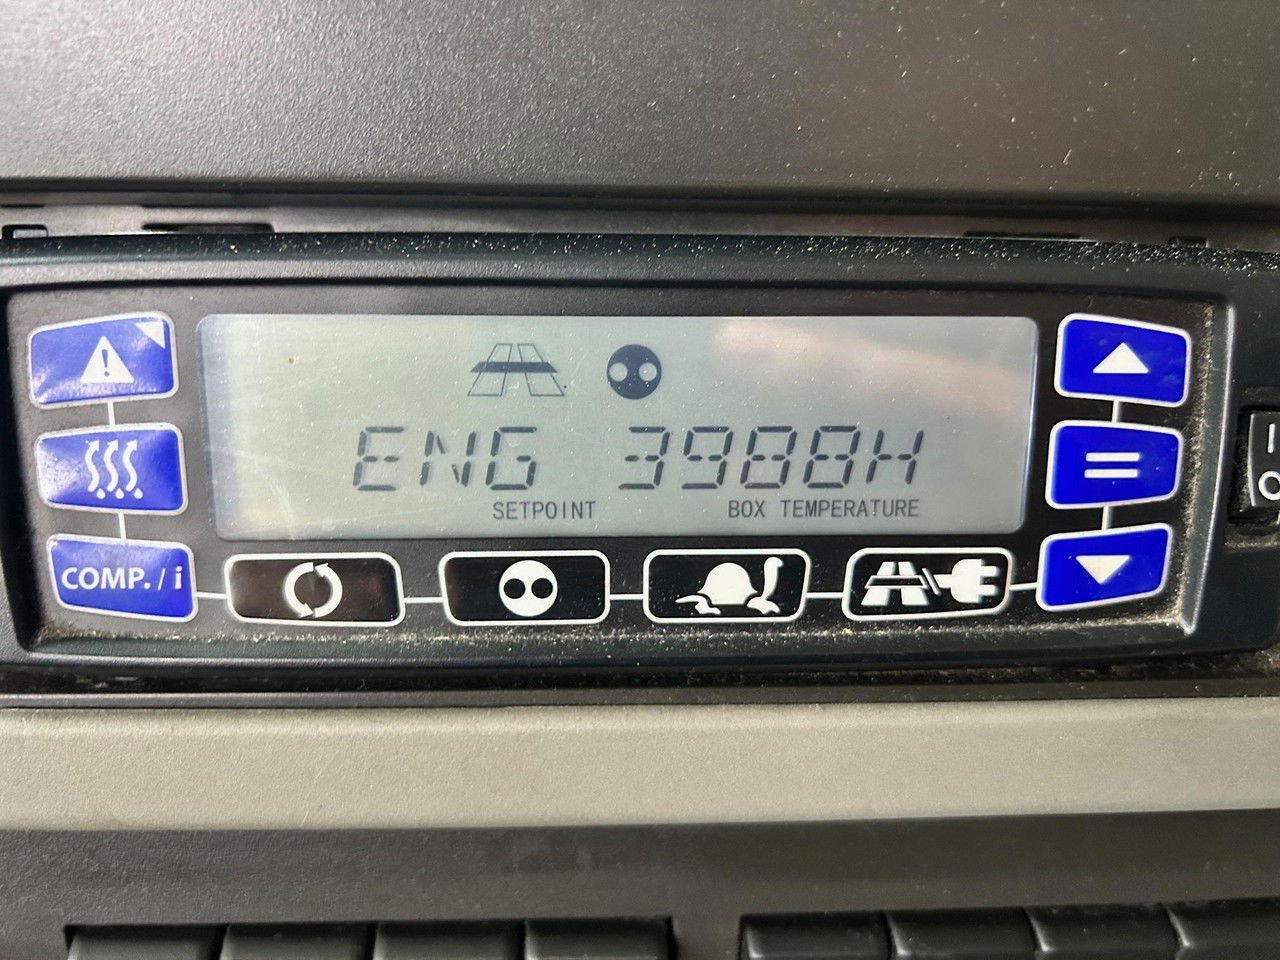 ENG 3988H
SETPOINT BOX TEMPERATURE
COMP. / i